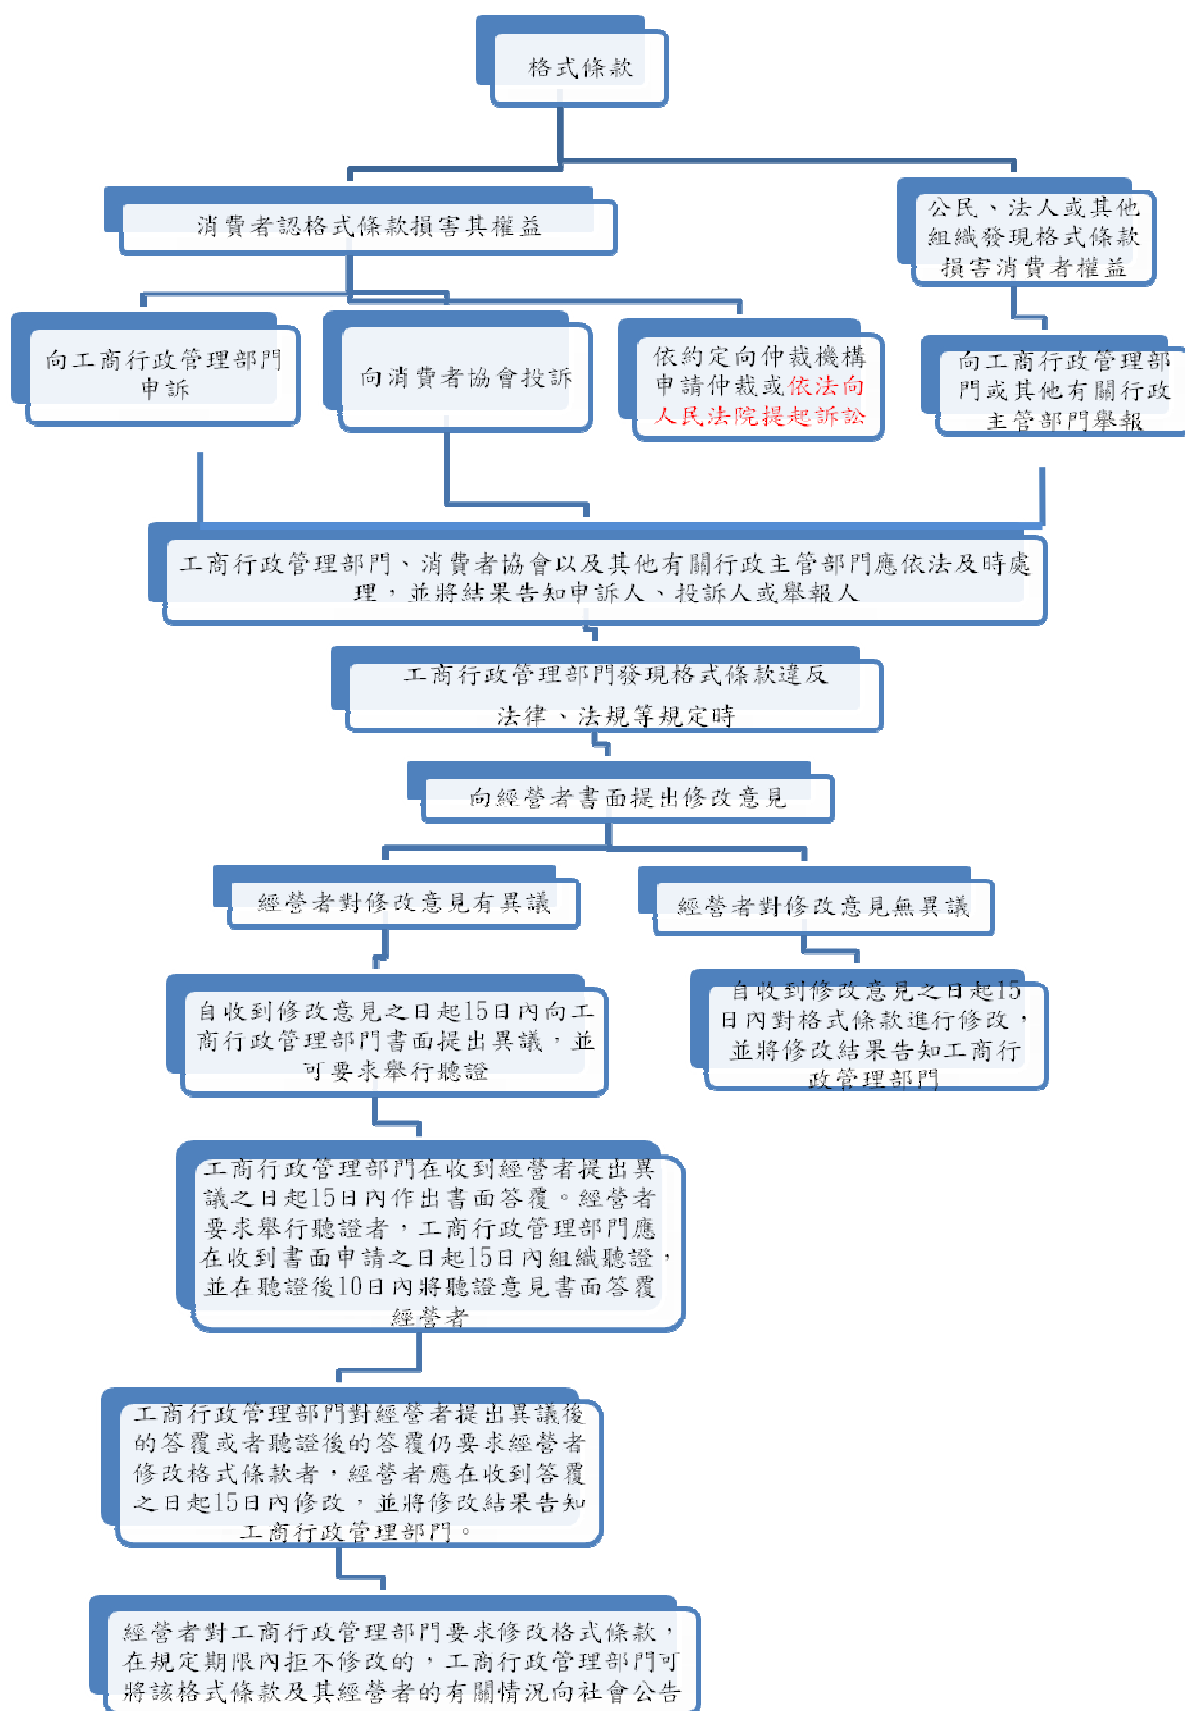 格式條款
消費者認格式條款損害其權益
公民、法人或其他
組織發現格式條款
損害消費者權益
向工商行政管理部門
申訴
向消費者協會投訴
依約定向仲裁機構
申請仲裁或依法向
人民法院提起訴訟
向工商行政管理部
門或其他有關行政
主管部門舉報
工商行政管理部門、消費者協會以及其他有關行政主管部門應依法及時處
理，並將結果告知申訴人、投訴人或舉報人
工商行政管理部門發現格式條款違反
法律、法規等規定時
向經營者書面提出修改意見
經營者對修改意見有異議
經營者對修改意見無異議
自收到修改意見之日起15日內向工
商行政管理部門書面提出異議，並
可要求舉行聽證
自收到修改意見之日起15
日內對格式條款進行修改，
並將修改結果告知工商行
政管理部門
工商行政管理部門在收到經營者提出異
議之日起15日內作出書面答覆。經營者
要求舉行聽證者，工商行政管理部門應
在收到書面申請之日起15日內組織聽證，
並在聽證後10日內將聽證意見書面答覆
經營者
工商行政管理部門對經營者提出異議後
的答覆或者聽證後的答覆仍要求經營者
修改格式條款者，經營者應在收到答覆
之日起15日內修改，並將修改結果告知
工商行政管理部門。
經營者對工商行政管理部門要求修改格式條款，
在規定期限內拒不修改的，工商行政管理部門可
將該格式條款及其經營者的有關情況向社會公告